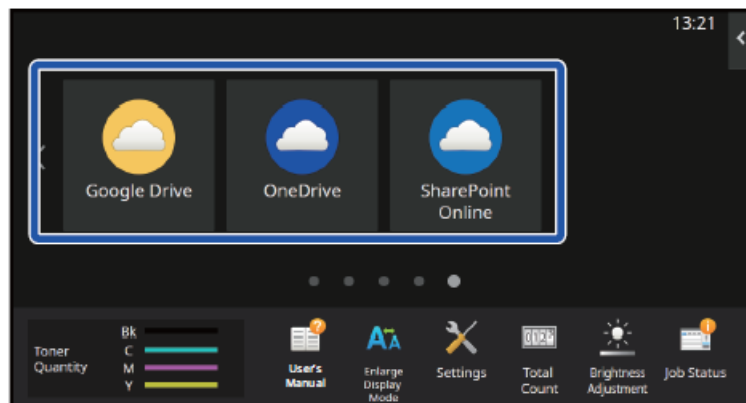 13:21
Google Drive
OneDrive
SharePoint
Online
Toner
Quantity
Bk
C
M
Y
User's
Manual
Enlarge
Display
Mode
Settings
Total
Count
Brightness
Adjustment
Job Status